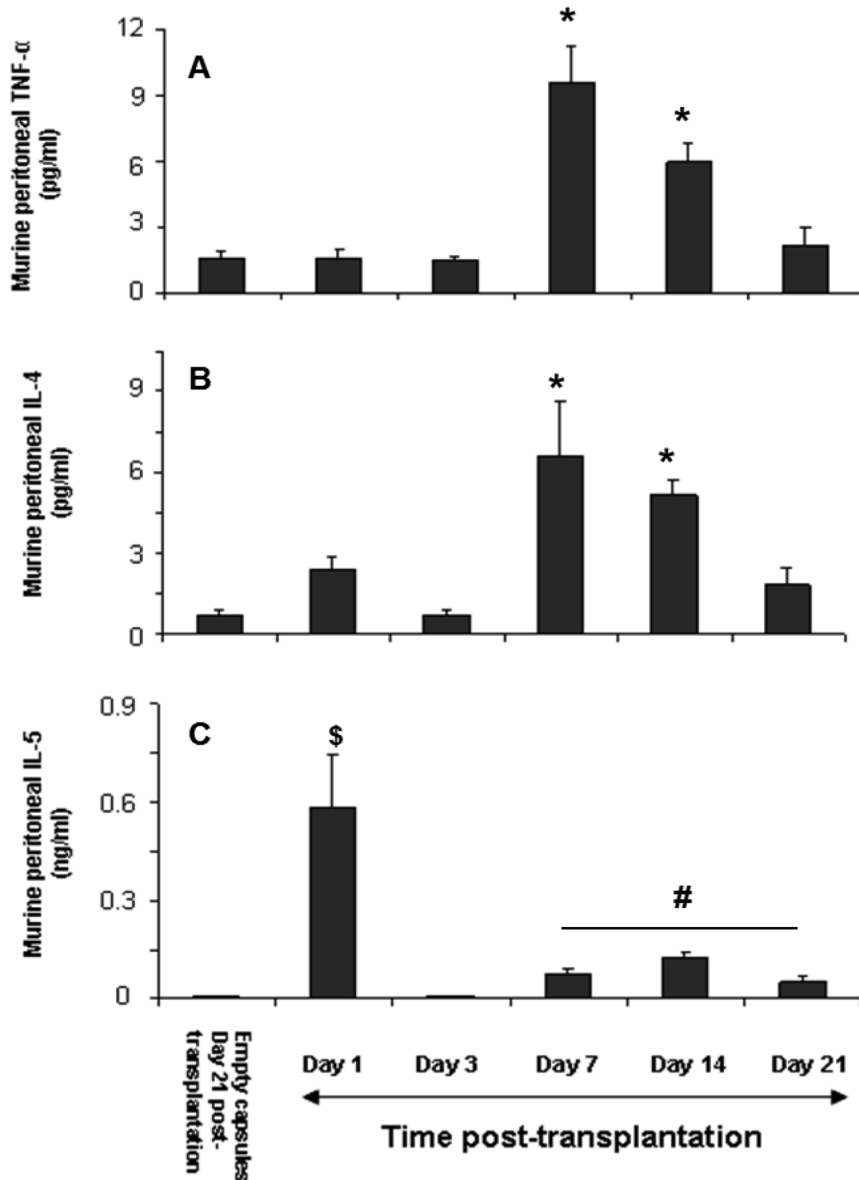 Murine peritoneal TNF-α
(pg/ml)
12
9
6
3
0
A
*
*
Murine peritoneal IL-4
(pg/ml)
9
6
3
0
B
*
*
Murine peritoneal IL-5
(ng/ml)
0.9
0.6
0.3
0
C
$
#
Empty capsules
Day 21 post-
transplantation
Day 1
Day 3
Day 7
Day 14
Day 21
Time post-transplantation